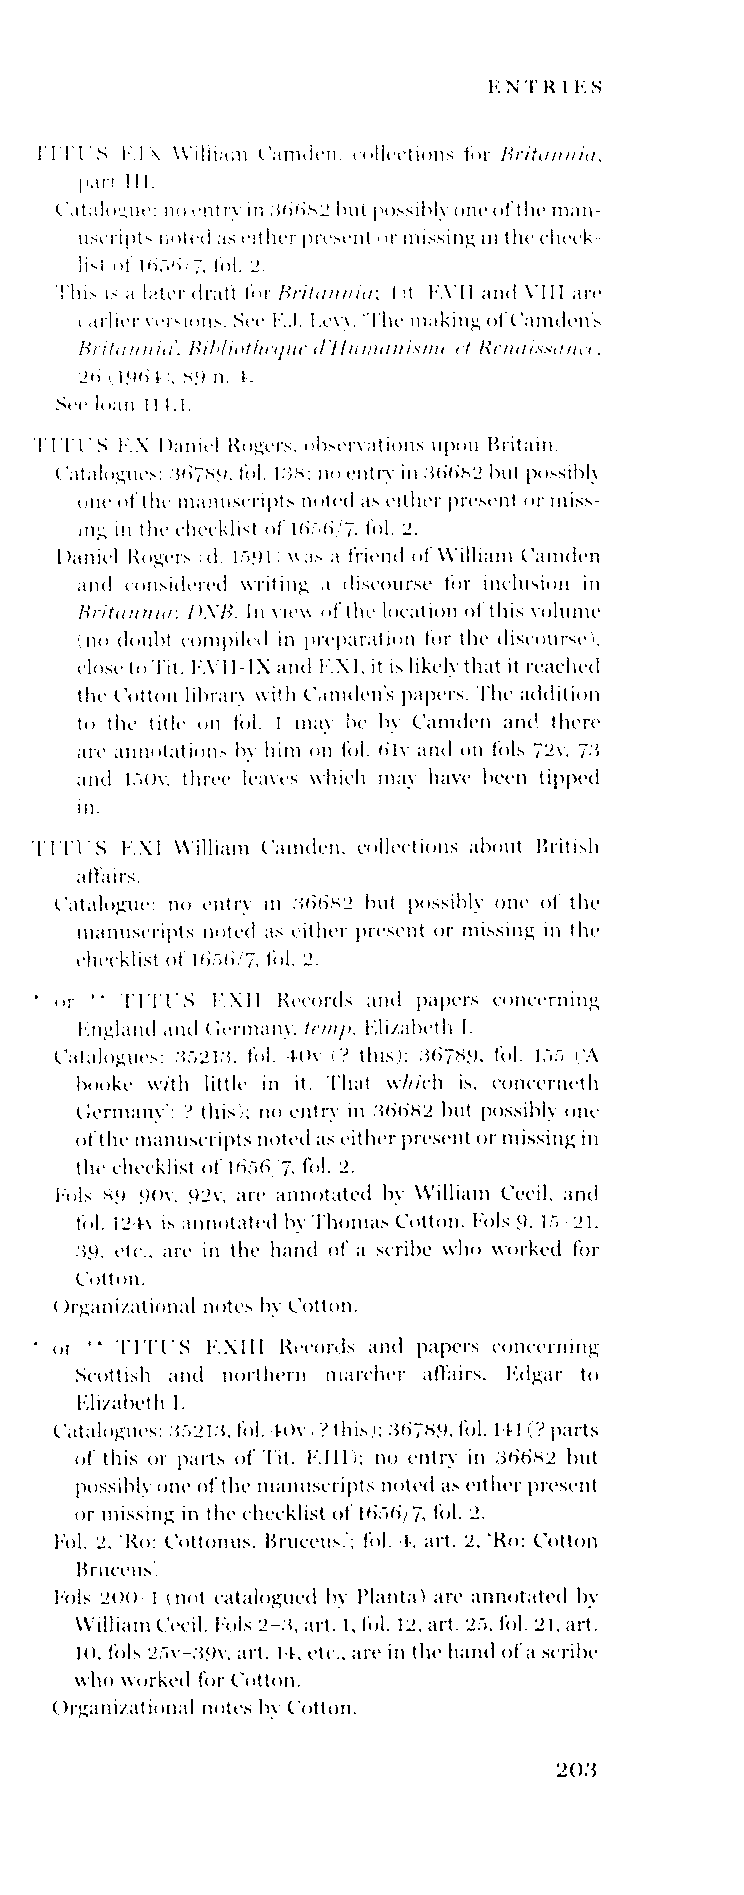 ENTRIES
TITUS F.IX William Camden, collections for Britannia,
part III.
Catalogue: no entry in 36682 but possibly one of the man-
uscripts noted as either present or missing in the check-
list of 1656/7, fol. 2.
This is a later draft for Britannia; Tit. F.VII and VIII are
earlier versions. See F.J. Levy, 'The making of Camden's
Britannia', Bibliotheque d'Humanisme et Renaissance,
26 (1964), 89 n. 4.
See loan 114.1.
TITUS F.X Daniel Rogers, observations upon Britain.
Catalogues: 36789, fol. 138; no entry in 36682 but possibly
one of the manuscripts noted as either present or miss-
ing in the checklist of 1656/7, fol. 2.
Daniel Rogers (d. 1591) was a friend of William Camden
and considered writing a discourse for inclusion in
Britannia: DNB. In view of the location of this volume
(no doubt compiled in preparation for the discourse),
close to Tit. F.VII-IX and F.XI, it is likely that it reached
the Cotton library with Camden's papers. The addition
to the title on fol. 1 may be by Camden and there
are annotations by him on fol. 61v and on fols 72v, 73
and 150v, three leaves which may have been tipped
in.
TITUS F.XI William Camden, collections about British
affairs.
Catalogue: no entry in 36682 but possibly one of the
manuscripts noted as either present or missing in the
checklist of 1656/7, fol. 2.
* or ** TITUS F.XII Records and papers concerning
England and Germany, temp. Elizabeth I.
Catalogues: 35213, fol. 40v (? this); 36789, fol. 155 ('A
booke with little in it. That which is, concerneth
Germany': ? this); no entry in 36682 but possibly one
of the manuscripts noted as either present or missing in
the checklist of 1656/7, fol. 2.
Fols 89-90v, 92v, are annotated by William Cecil, and
fol. 124v is annotated by Thomas Cotton. Fols 9, 15-21,
39, etc., are in the hand of a scribe who worked for
Cotton.
Organizational notes by Cotton.
* or ** TITUS F.XIII Records and papers concerning
Scottish and northern marcher affairs, Edgar to
Elizabeth I.
Catalogues: 35213, fol. 40v (? this); 36789, fol. 141 (? parts
of this or parts of Tit. F.III); no entry in 36682 but
possibly one of the manuscripts noted as either present
or missing in the checklist of 1656/7, fol. 2.
Fol. 2, 'Ro: Cottonus. Bruceus.'; fol. 4, art. 2, 'Ro: Cotton
Bruceus'.
Fols 200-1 (not catalogued by Planta) are annotated by
William Cecil. Fols 2–3, art. 1, fol. 12, art. 25, fol. 21, art.
10, fols 25v–39v, art. 14, etc., are in the hand of a scribe
who worked for Cotton.
Organizational notes by Cotton.
203